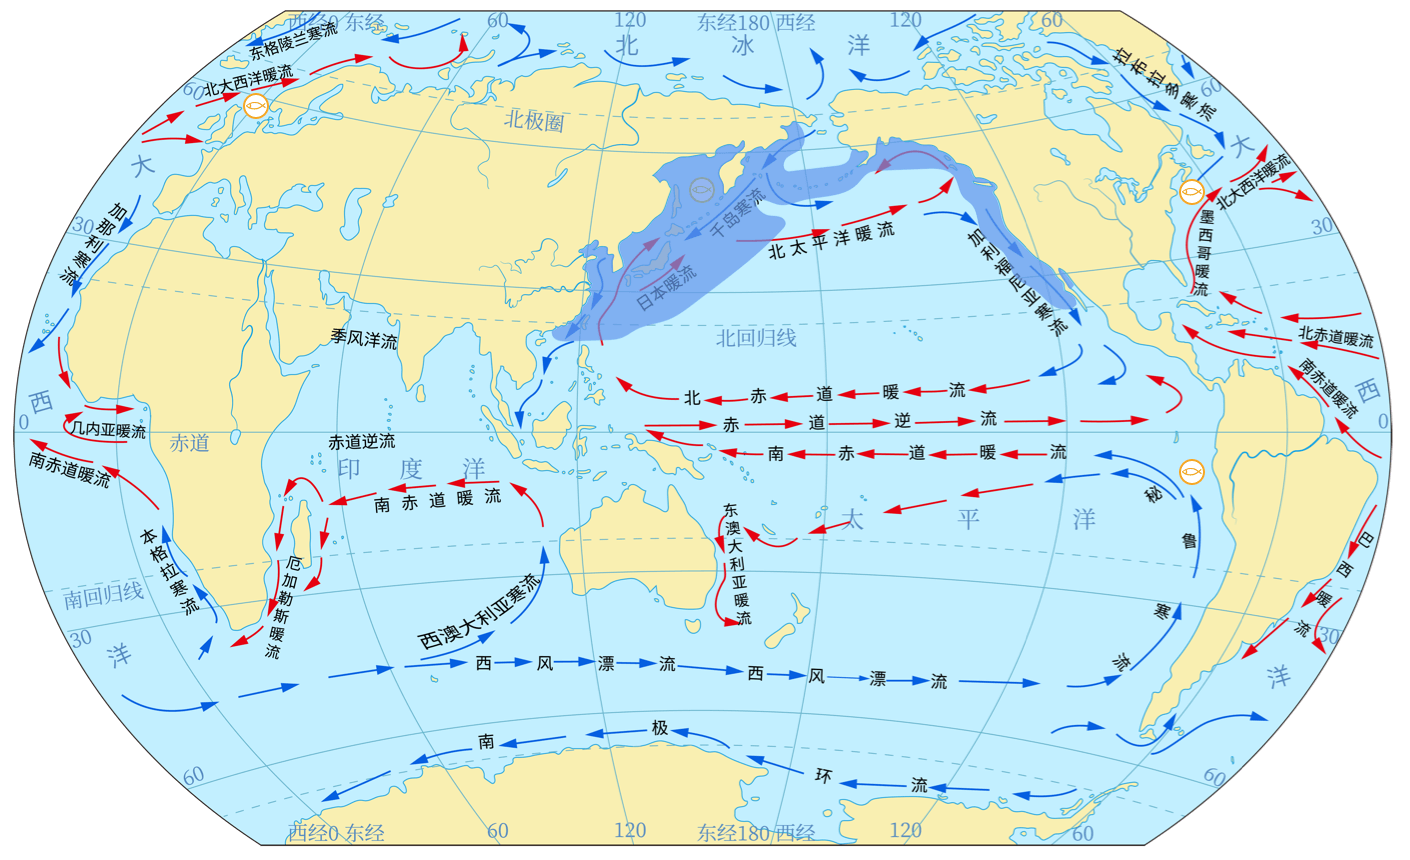 西经0 东经
60
120
东经180 西经
120
60
东格陵兰寒流
北冰洋
拉布拉多寒流
北大西洋暖流
60
60
北极圈
大
大
加那利寒流
30
千岛寒流
北太平洋暖流
加利福尼亚寒流
北大西洋暖流
墨西哥暖流
30
日本暖流
季风洋流
北回归线
北赤道暖流
南赤道暖流
西
西
北赤道暖流
0
几内亚暖流
赤道
赤道逆流
赤道逆流
0
南赤道暖流
印度洋
南赤道暖流
南赤道暖流
太平洋
秘鲁寒流
东澳大利亚暖流
本格拉寒流
厄加勒斯暖流
巴西暖流
南回归线
西澳大利亚寒流
30
30
洋
洋
西风漂流
西风漂流
南极环流
60
60
西经0 东经
60
120
东经180 西经
120
60